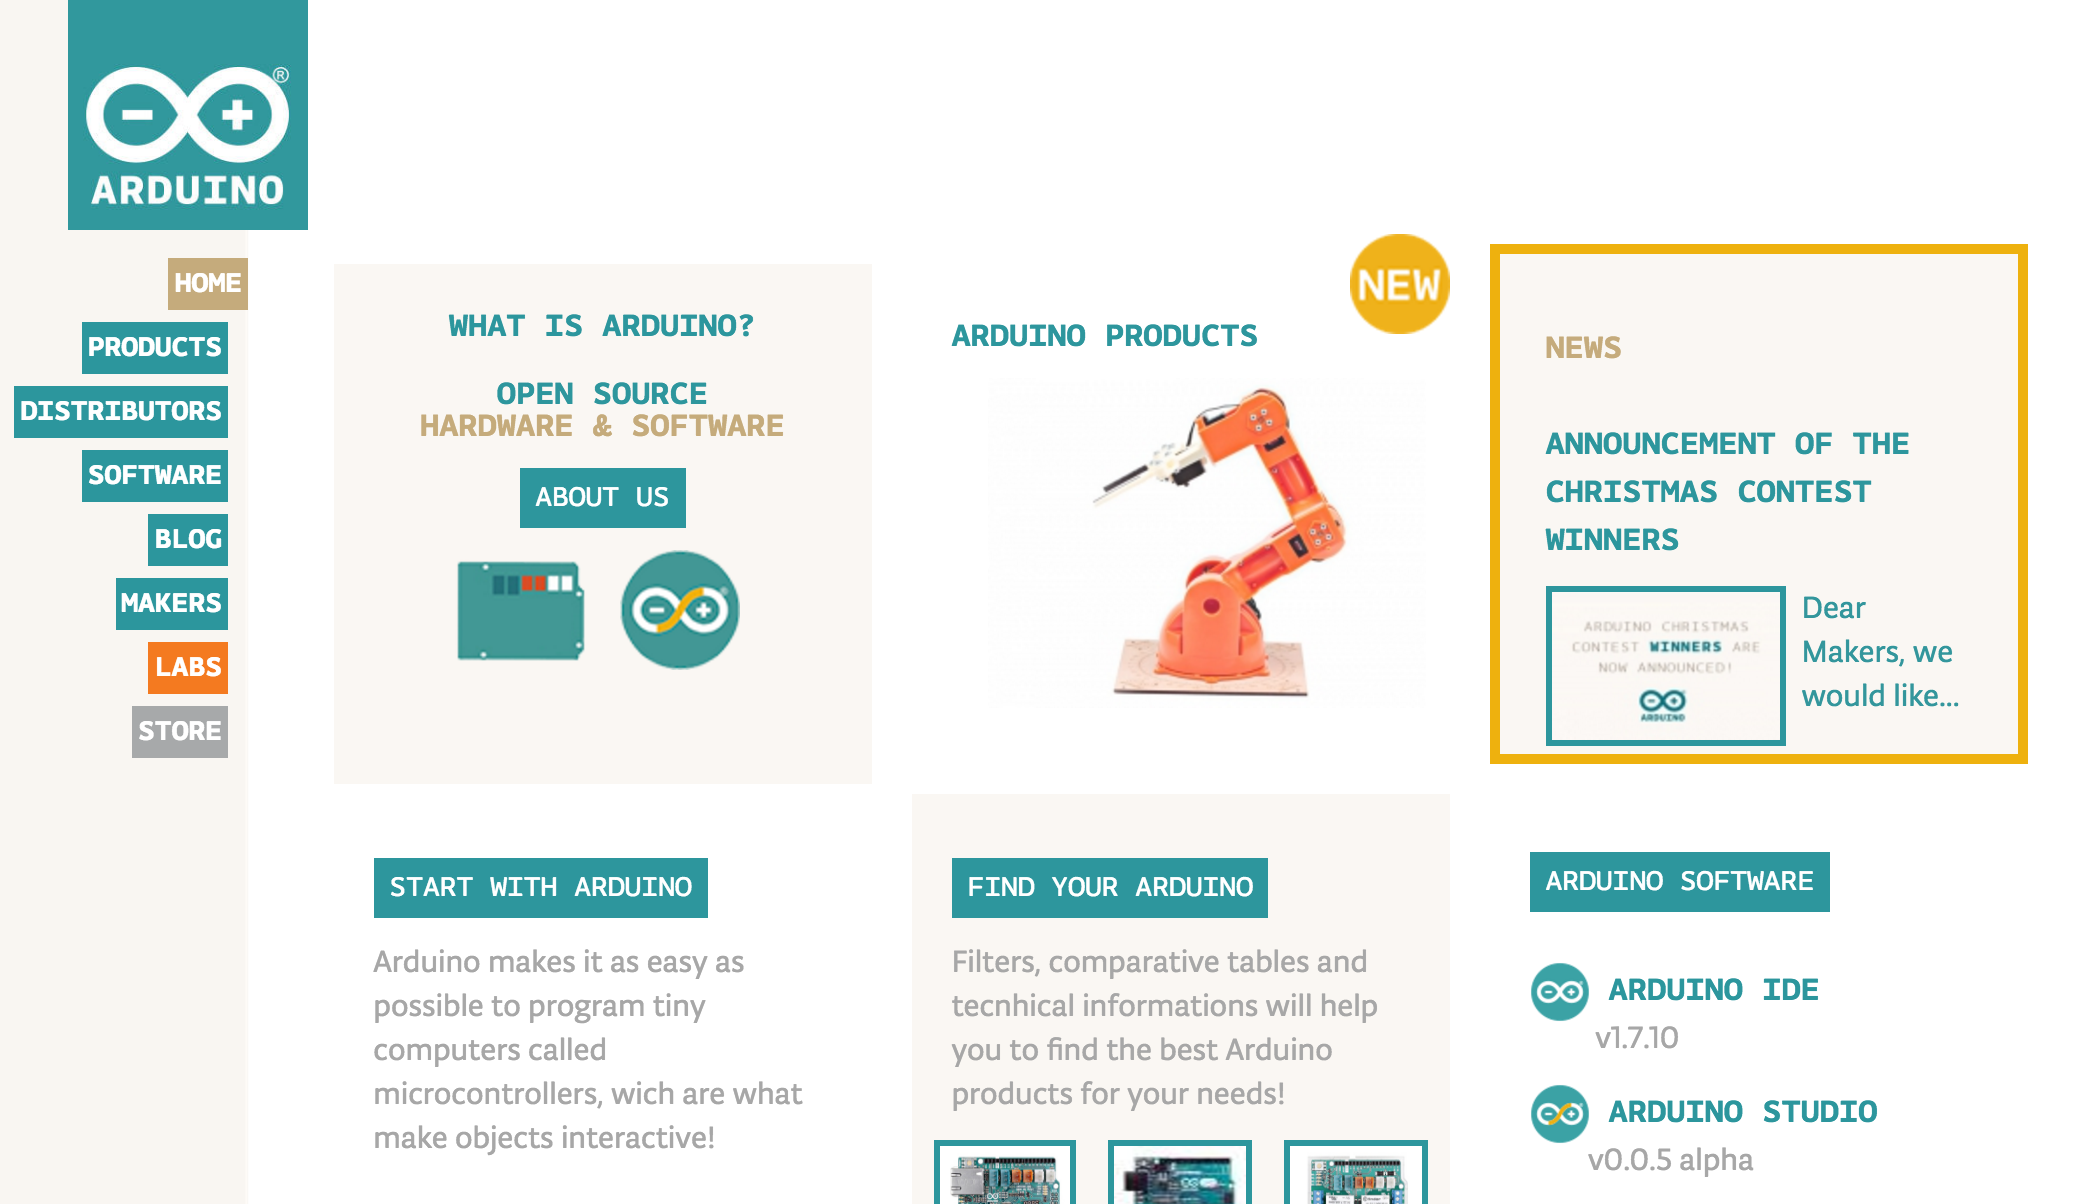 ARDUINO
HOME
PRODUCTS
DISTRIBUTORS
SOFTWARE
BLOG
MAKERS
LABS
STORE
WHAT IS ARDUINO?
OPEN SOURCE
HARDWARE & SOFTWARE
ABOUT US
NEW
ARDUINO PRODUCTS
NEWS
ANNOUNCEMENT OF THE
CHRISTMAS CONTEST
WINNERS
ARDUINO CHRISTMAS
CONTEST WINNERS ARE
NOW ANNOUNCED!
ARDUINO
Dear
Makers, we
would like...
START WITH ARDUINO
Arduino makes it as easy as
possible to program tiny
computers called
microcontrollers, wich are what
make objects interactive!
FIND YOUR ARDUINO
Filters, comparative tables and
tecnhical informations will help
you to find the best Arduino
products for your needs!
ARDUINO SOFTWARE
ARDUINO IDE
v1.7.10
ARDUINO STUDIO
v0.0.5 alpha